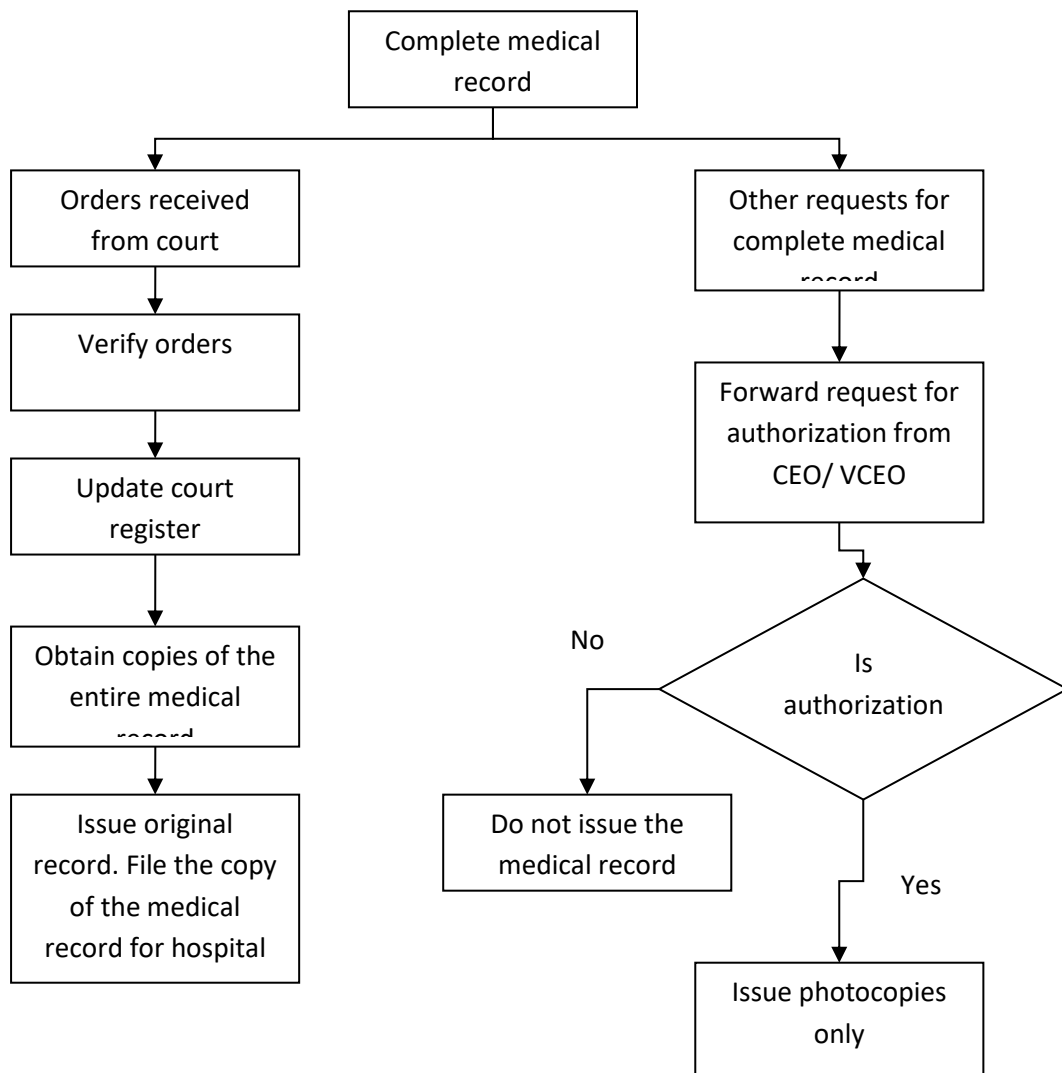 Complete medical
record
Orders received
from court
Verify orders
Update court
register
Obtain copies of the
entire medical
record
Issue original
record. File the copy
of the medical
record for hospital
Other requests for
complete medical
record
Forward request for
authorization from
CEO/ VCEO
Is
authorization
No
Do not issue the
medical record
Yes
Issue photocopies
only